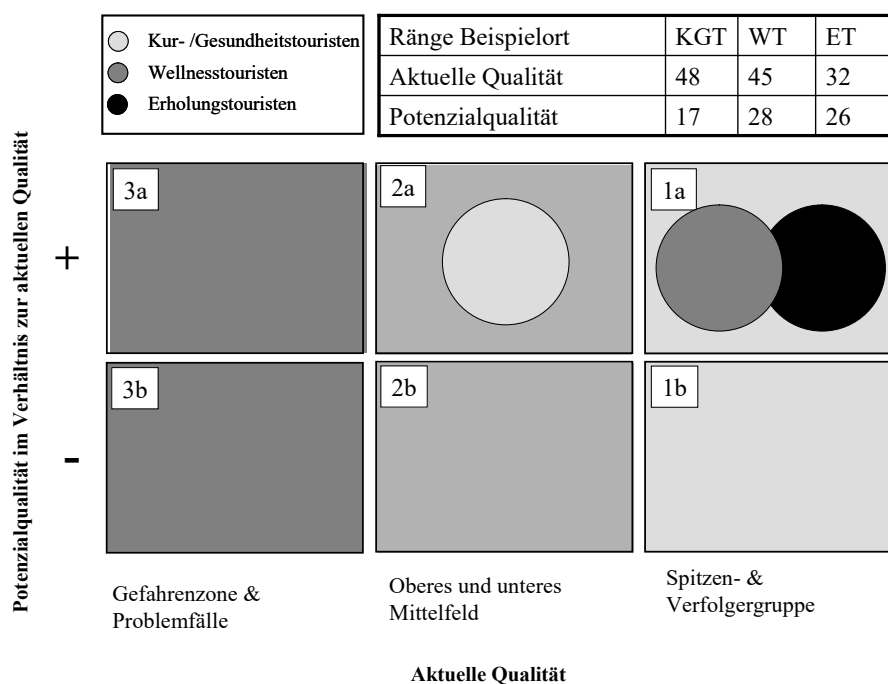 Kur- /Gesundheitstouristen
Wellnesstouristen
Erholungstouristen
Ränge Beispielort KGT WT ET
Aktuelle Qualität 48 45 32
Potenzialqualität 17 28 26
Potenzialqualität im Verhältnis zur aktuellen Qualität
+
3a 2a 1a
-
3b 2b 1b
Gefahrenzone &
Problemfälle
Oberes und unteres
Mittelfeld
Spitzen- &
Verfolgergruppe
Aktuelle Qualität